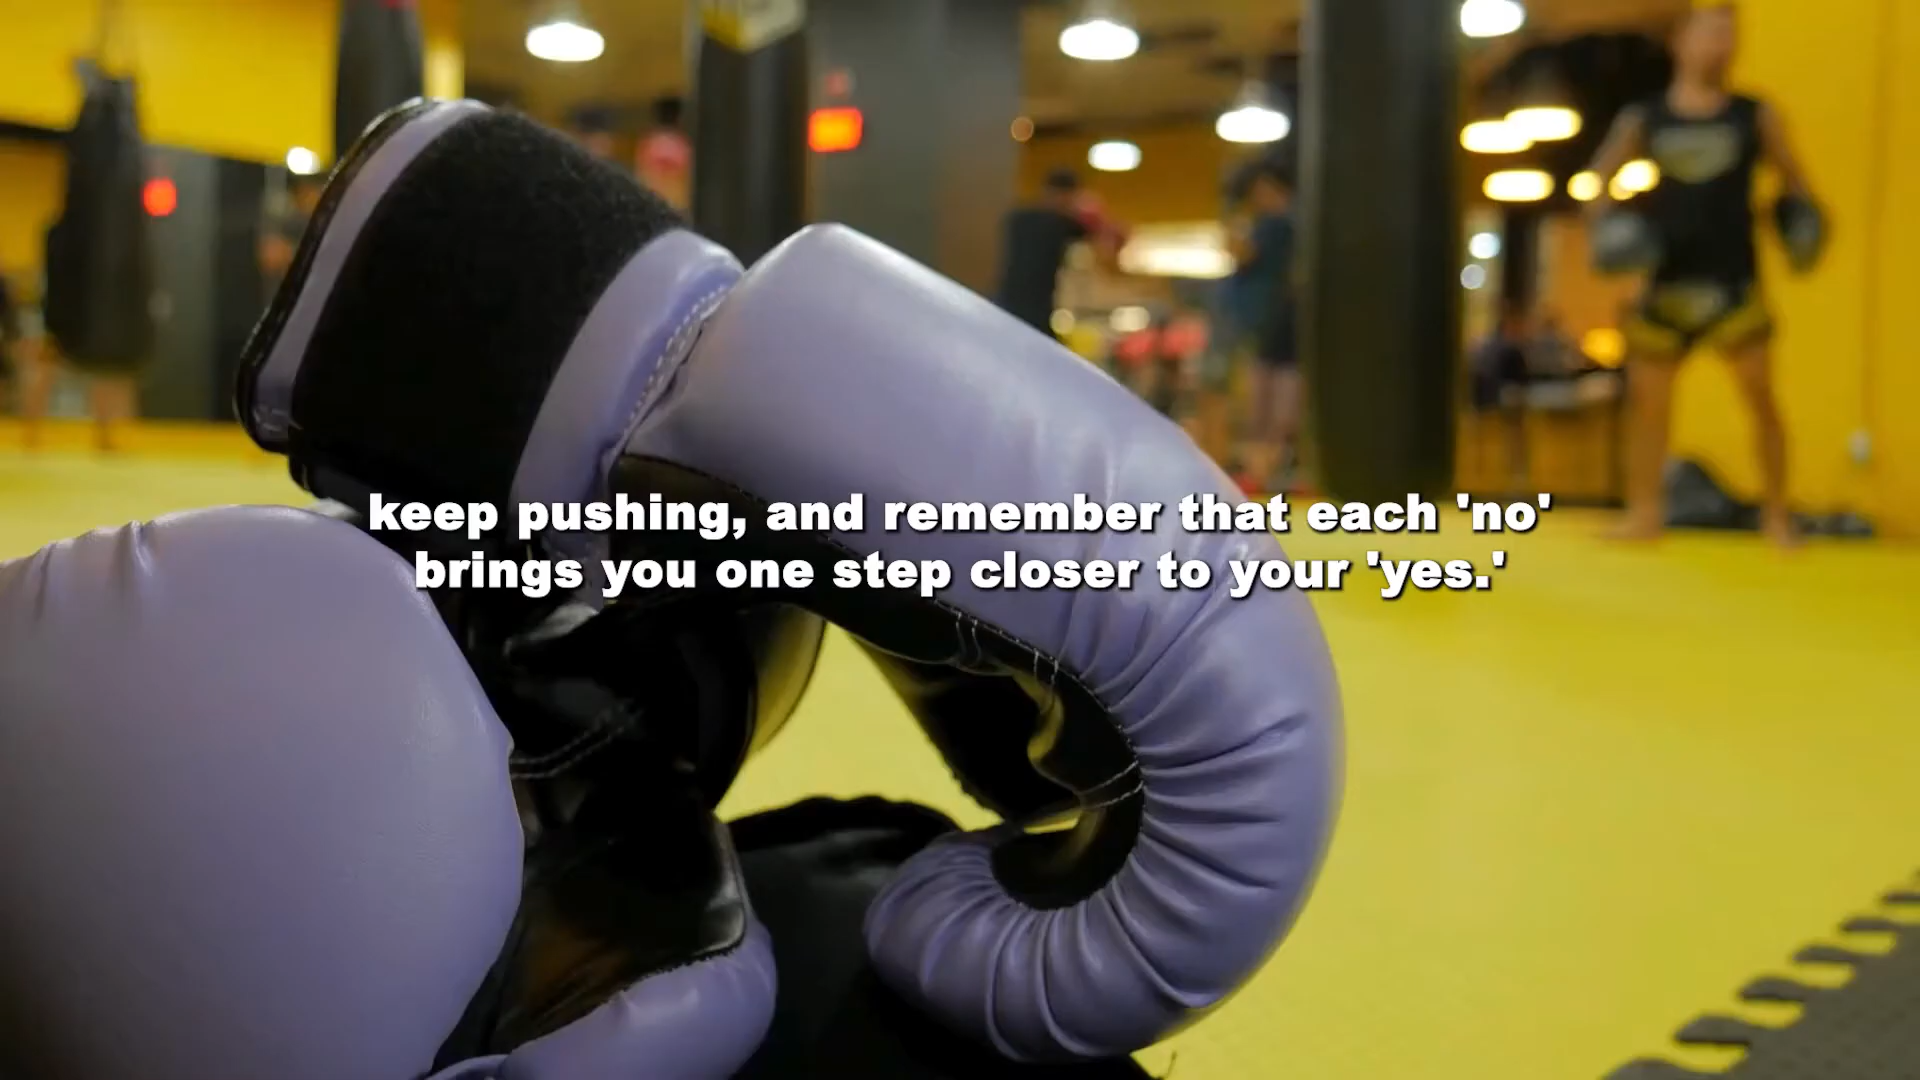 keep pushing, and remember that each 'no'
brings you one step closer to your 'yes.'